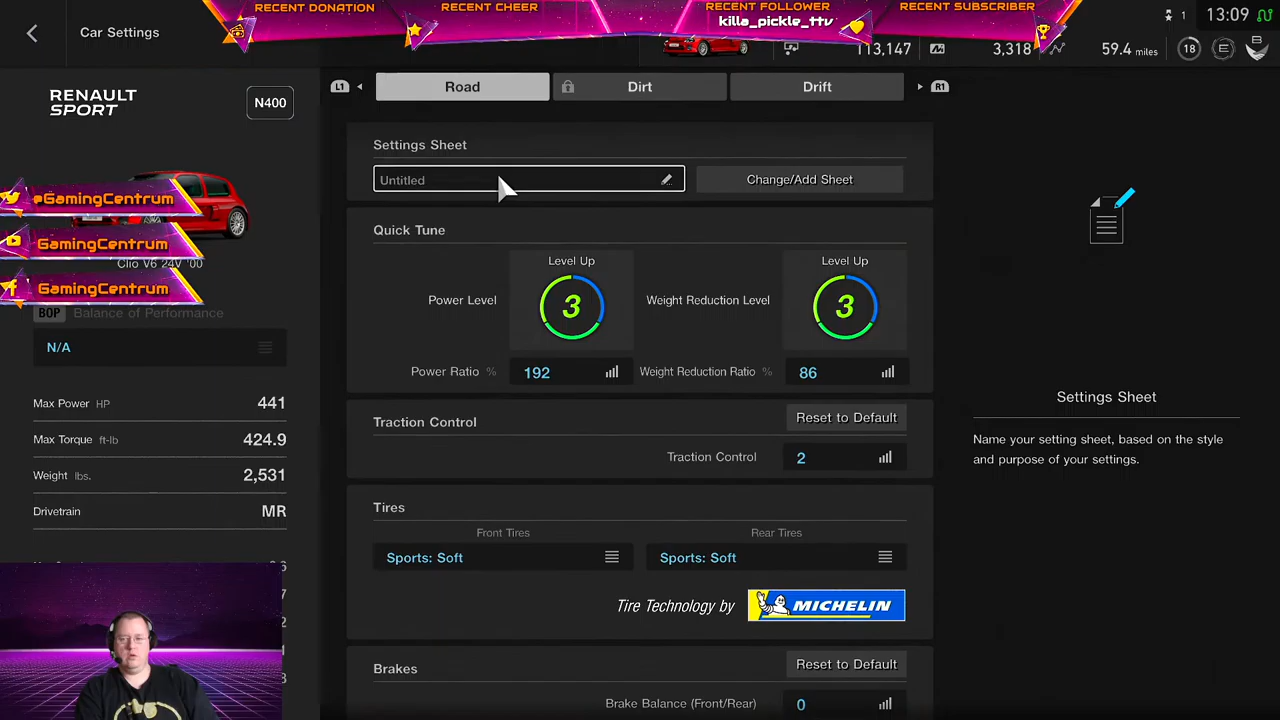 RECENT DONATION
RECENT CHEER
RECENT FOLLOWER
killa_pickle_ttv
RECENT SUBSCRIBER
1
13:09
Car Settings
113,147
3,318
59.4 miles
18
E
B
RENAULT
SPORT
N400
L1
Road
Dirt
Drift
R1
Settings Sheet
Untitled
Change/Add Sheet
@GamingCentrum
GamingCentrum
Clio V6 24V '00
GamingCentrum
BOP
Balance of Performance
N/A
Quick Tune
Level Up
Level Up
Power Level
3
Weight Reduction Level
3
Power Ratio %
192
Weight Reduction Ratio %
86
Max Power HP
441
Max Torque ft-lb
424.9
Weight lbs.
2,531
Drivetrain
MR
Traction Control
Reset to Default
Traction Control
2
Tires
Front Tires
Rear Tires
Sports: Soft
Sports: Soft
Tire Technology by
MICHELIN
Brakes
Reset to Default
Brake Balance (Front/Rear)
0
Settings Sheet
Name your setting sheet, based on the style
and purpose of your settings.